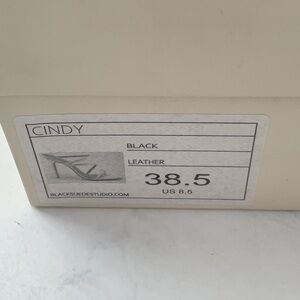 CINDY
BLACK
LEATHER
38.5
US 8.5
BLACKSUEDESTUDIO.COM